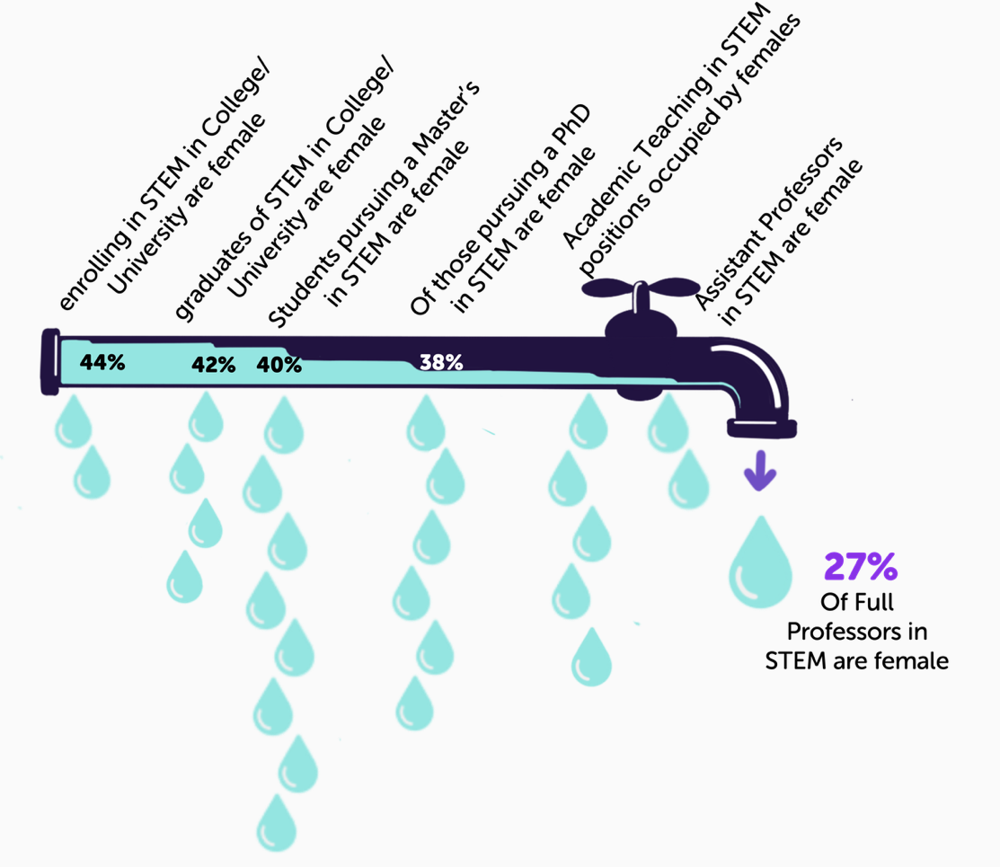 enrolling in STEM in College/
University are female
graduates of STEM in College/
University are female
Students pursuing a Master's
in STEM are female
Of those pursuing a PhD
in STEM are female
Academic Teaching in STEM
positions occupied by females
Assistant Professors
in STEM are female
44%
42%
40%
38%
27%
Of Full
Professors in
STEM are female